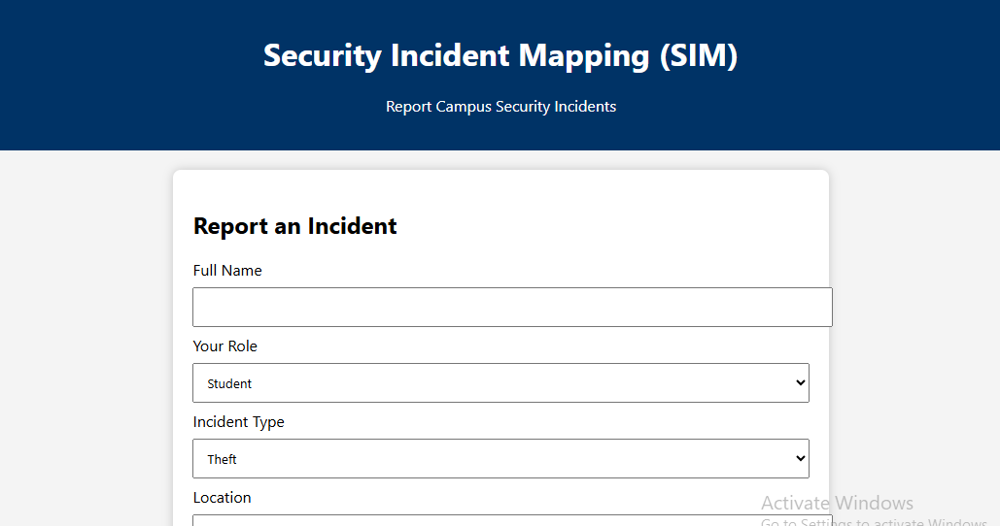 Security Incident Mapping (SIM)
Report Campus Security Incidents
Report an Incident
Full Name
Your Role
Student
Incident Type
Theft
Location
Activate Windows
Go to Settings to activate Windows.